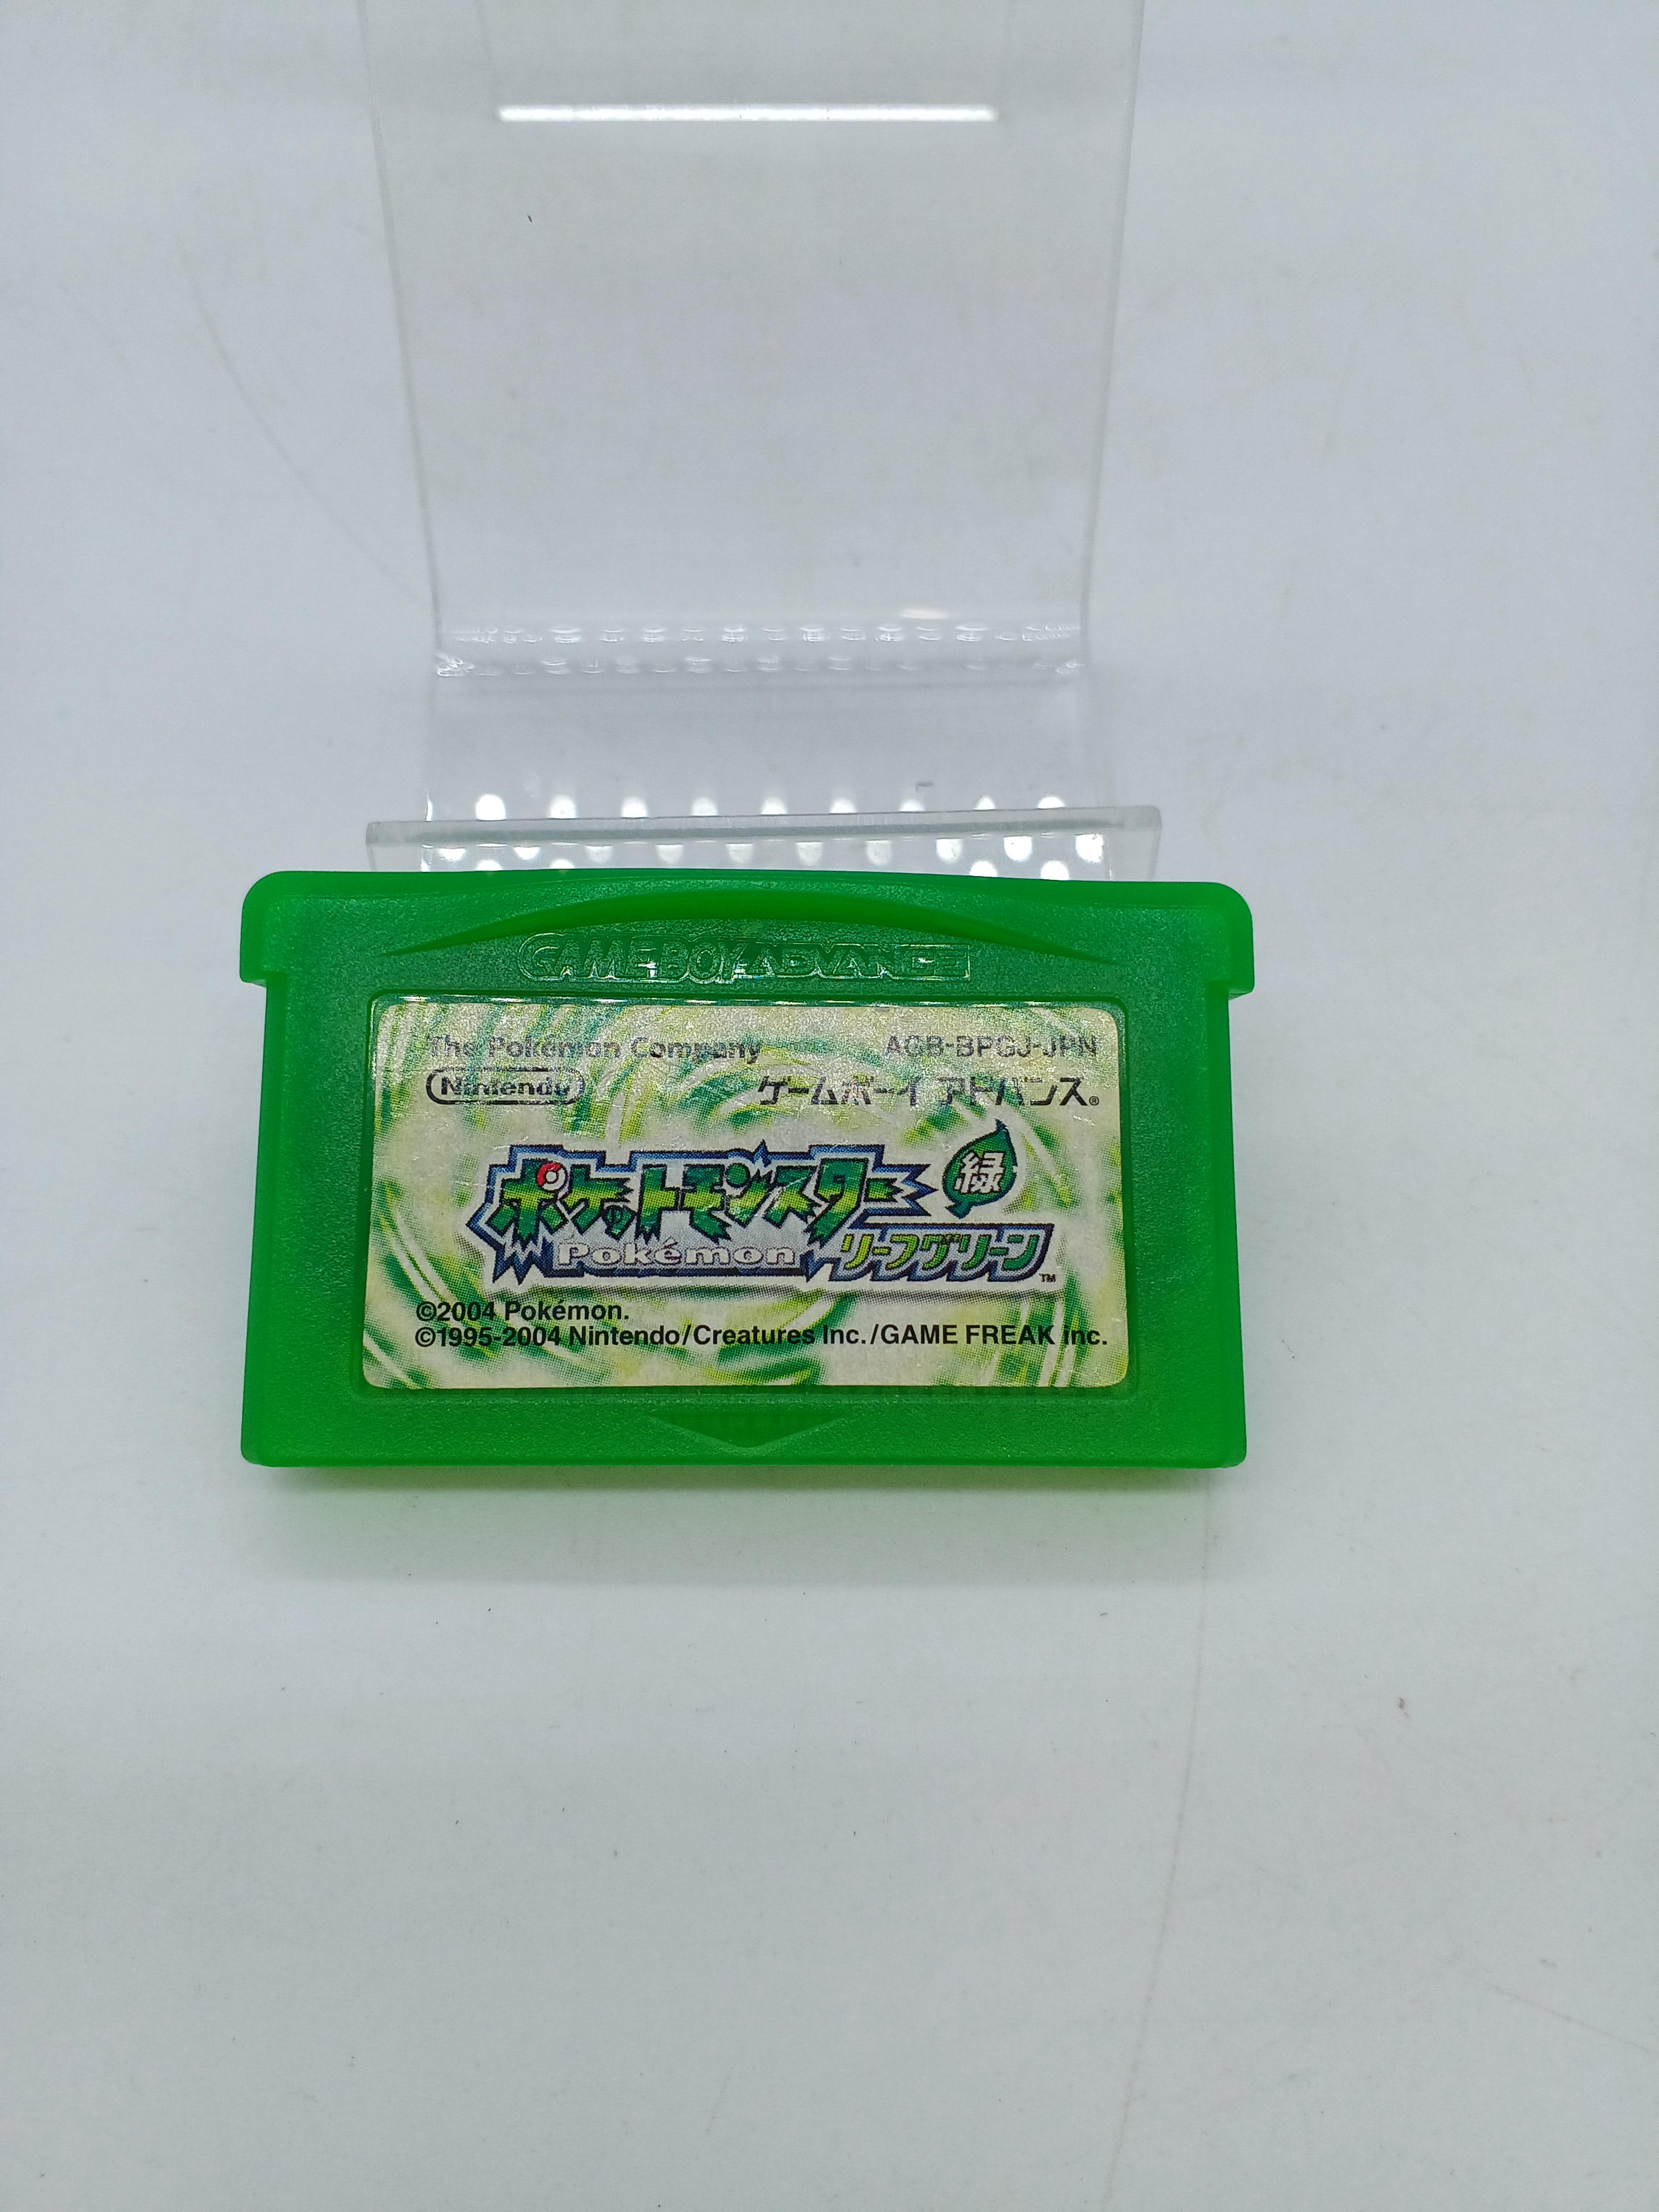 GAME BOY ADVANCE
The Pokémon Company AGB-BPGJ-JPN
Nintendo ゲームボーイ アドバンス®
ポケットモンスター 緑
Pokémon リーフグリーン™
©2004 Pokémon.
©1995-2004 Nintendo/Creatures Inc./GAME FREAK inc.